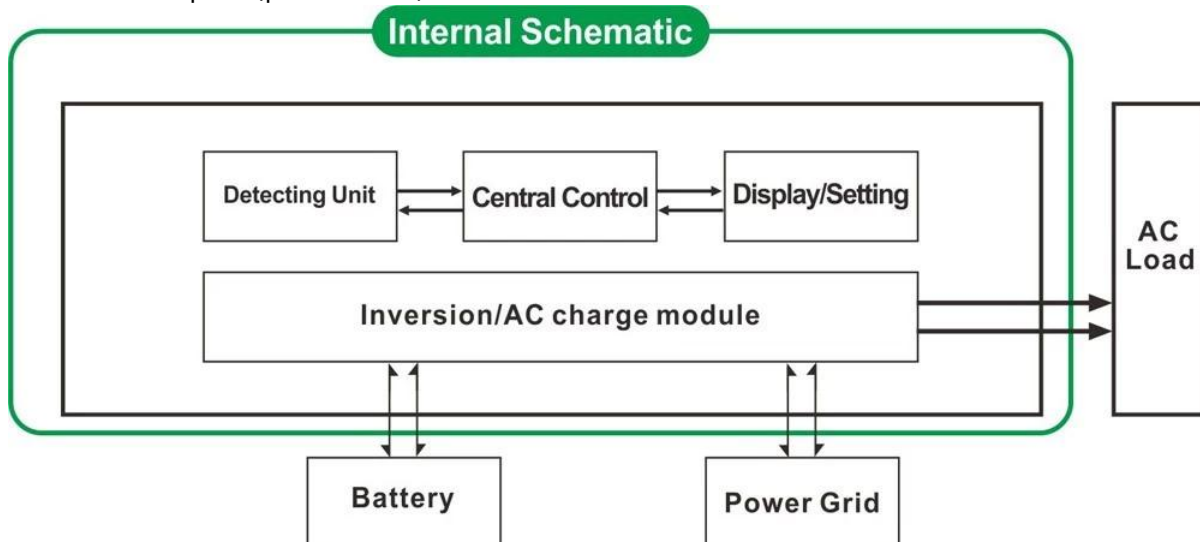 Internal Schematic
Detecting Unit
Central Control
Display/Setting
AC
Load
Inversion/AC charge module
Battery
Power Grid